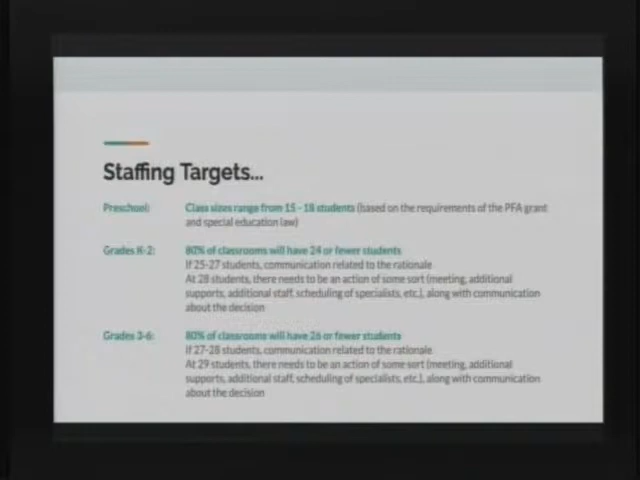 Staffing Targets...
Preschool: Class sizes range from 15 - 18 students (based on the requirements of the PFA grant
and special education law)
Grades K-2: 80% of classrooms will have 24 or fewer students
If 25-27 students, communication related to the rationale
At 28 students, there needs to be an action of some sort (meeting, additional
supports, additional staff, scheduling of specialists, etc.), along with communication
about the decision
Grades 3-6: 80% of classrooms will have 26 or fewer students
If 27-28 students, communication related to the rationale
At 29 students, there needs to be an action of some sort (meeting, additional
supports, additional staff, scheduling of specialists, etc.), along with communication
about the decision